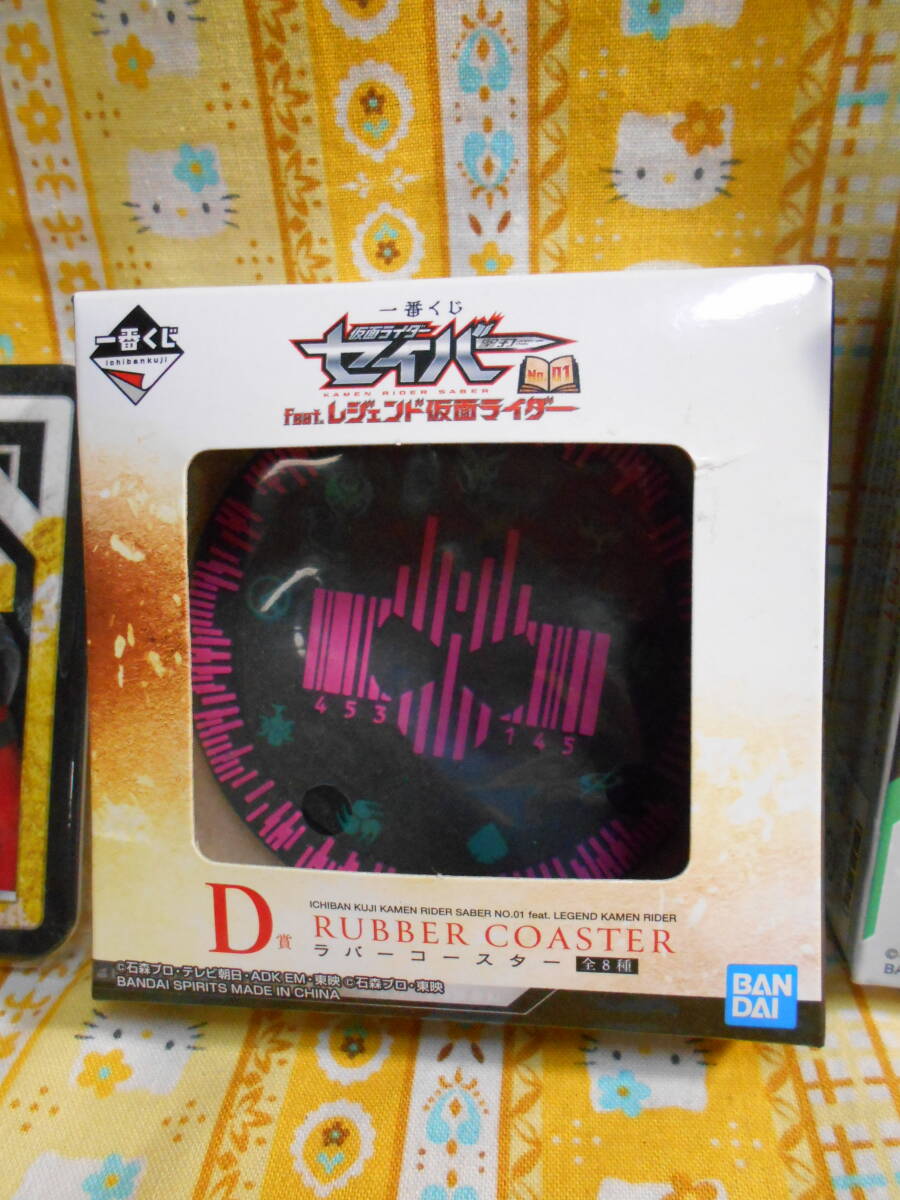 一番くじ
ichibankuji
一番くじ
仮面ライダー
セイバー
聖刃
KAMEN RIDER SABER
No.01
feat.レジェンド仮面ライダー
453
145
ICHIBAN KUJI KAMEN RIDER SABER NO.01 feat. LEGEND KAMEN RIDER
D賞
RUBBER COASTER
ラバーコースター 全8種
©石森プロ・テレビ朝日・ADK EM・東映 ©石森プロ・東映
BANDAI SPIRITS MADE IN CHINA
BAN
DAI